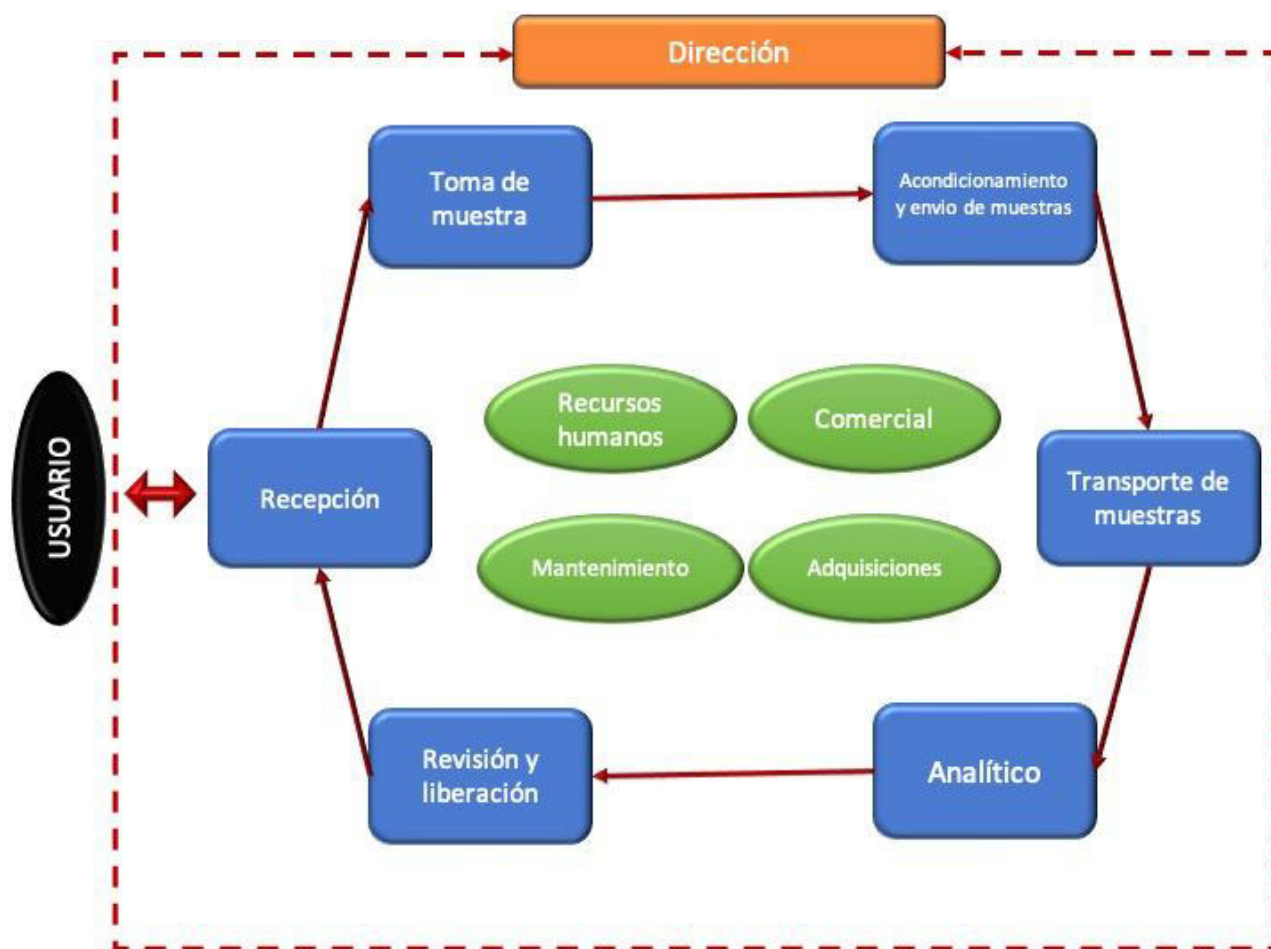 Dirección
Toma de
muestra
Acondicionamiento
y envio de muestras
Recursos
humanos
Comercial
USUARIO
Recepción
Transporte de
muestras
Mantenimiento
Adquisiciones
Revisión y
liberación
Analítico